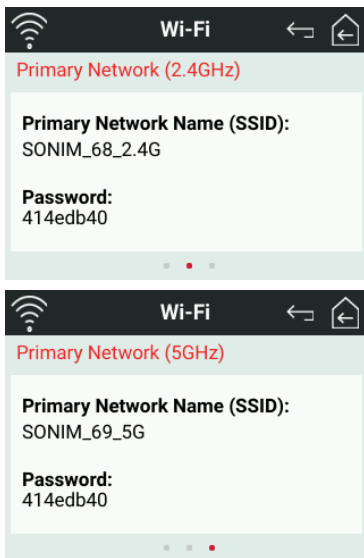 Wi-Fi
Primary Network (2.4GHz)
Primary Network Name (SSID):
SONIM_68_2.4G
Password:
414edb40
Wi-Fi
Primary Network (5GHz)
Primary Network Name (SSID):
SONIM_69_5G
Password:
414edb40